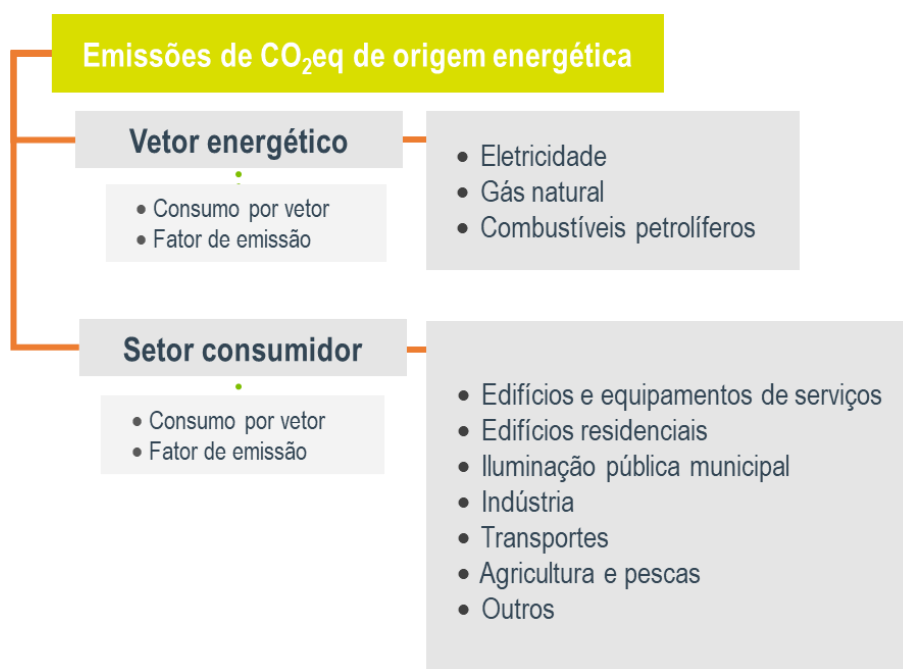 Emissões de CO₂eq de origem energética
Vetor energético
• Consumo por vetor
• Fator de emissão
• Eletricidade
• Gás natural
• Combustíveis petrolíferos
Setor consumidor
• Consumo por vetor
• Fator de emissão
• Edifícios e equipamentos de serviços
• Edifícios residenciais
• Iluminação pública municipal
• Indústria
• Transportes
• Agricultura e pescas
• Outros